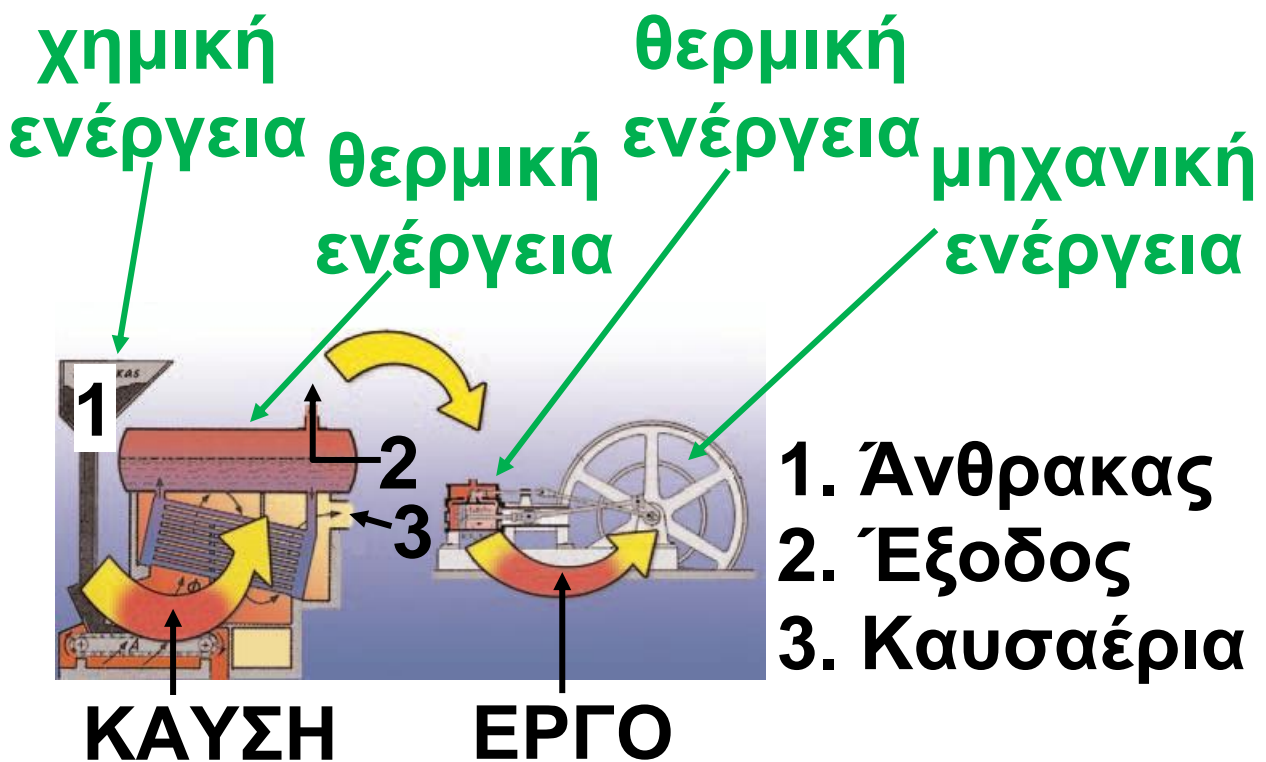 χημική
ενέργεια
θερμική
ενέργεια
θερμική
ενέργεια
μηχανική
ενέργεια
1
2
3
Φ
A
1. Άνθρακας
2. Έξοδος
3. Καυσαέρια
ΚΑΥΣΗ
ΕΡΓΟ